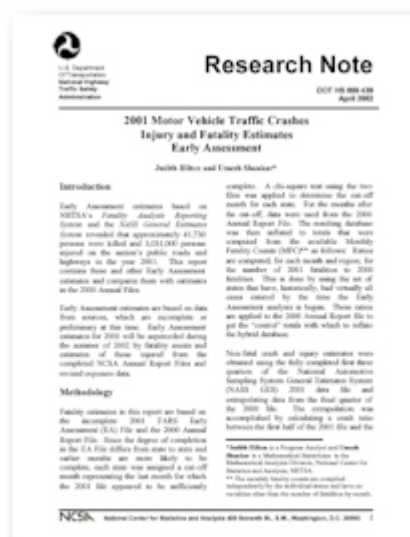 U.S. Department
Of Transportation
National Highway
Traffic Safety
Administration
Research Note
April 2002
2001 Motor Vehicle Traffic Crashes
Injury and Fatality Estimates
Early Assessment
Judith Hilton and Umesh Shankar*
Introduction
Early Assessment estimates based on
NHTSA's Fatality Analysis Reporting
System and the NASS General Estimates
System revealed that approximately
persons were killed and persons
injured on the nation's public roads and
highways in the year 2001. This report
contains these and other Early Assessment
estimates and compares them with estimates
in the 2000 Annual Files.
Early Assessment estimates are based on data
from sources, which are incomplete or
preliminary at this time. Early Assessment
estimates for 2001 will be superseded during
the summer of 2002 by fatality counts and
estimates of those injured from the
completed NCSA Annual Report Files and
revised exposure data.
Methodology
Fatality estimates in this report are based on
the incomplete 2001 FARS Early
Assessment (EA) File and the 2000 Annual
Report File. Since the degree of completion
in the EA File differs from state to state and
earlier months are more likely to be
complete, each state was assigned a cut-off
month representing the last month for which
the 2001 file appeared to be sufficiently
complete. A chi-square test using the two
files was applied to determine the cut-off
month for each state. For the months after
the cut-off, data were used from the 2000
Annual Report File. The resulting database
was then inflated to totals that were
computed from the available Monthly
Fatality Counts (MFC)** as follows: Ratios
are computed, for each month and region, for
the number of 2001 fatalities to 2000
fatalities. This is done by using the set of
states that have, historically, had virtually all
cases entered by the time the Early
Assessment analysis is begun. These ratios
are applied to the 2000 Annual Report File to
get the "control" totals with which to inflate
the hybrid database.
Non-fatal crash and injury estimates were
obtained using the fully completed first three
quarters of the National Automotive
Sampling System General Estimates System
(NASS GES) 2001 data file and
extrapolating data from the final quarter of
the 2000 file. The extrapolation was
accomplished by calculating a crash ratio
between the first half of the 2001 file and the
*Judith Hilton is a Program Analyst and Umesh
Shankar is a Mathematical Statistician in the
Mathematical Analysis Division, National Center for
Statistics and Analysis, NHTSA.
** The monthly fatality counts are compiled
independently by the individual states and have no
variables other than the number of fatalities by month.
NCSA National Center for Statistics and Analysis 400 Seventh St., S.W., Washington, D.C. 20590 1